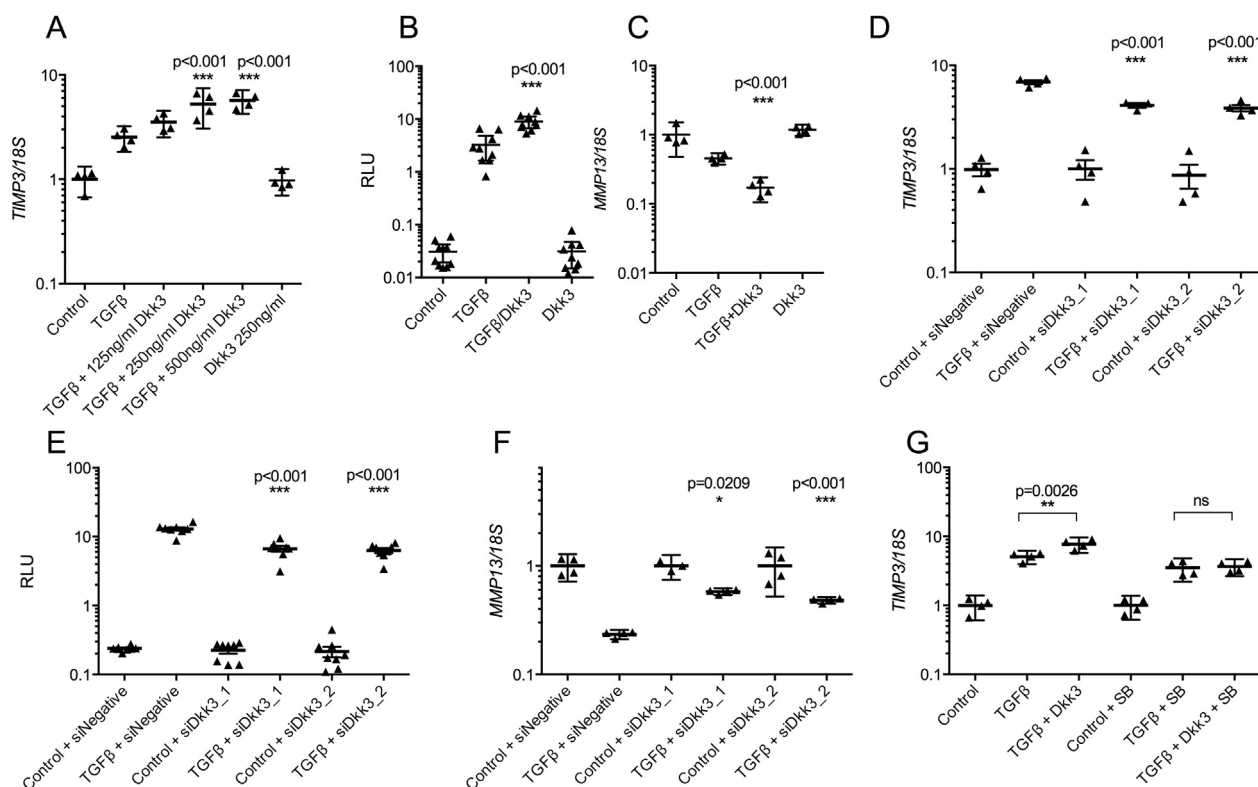 A
p<0.001 p<0.001
*** ***
10
1
0.1
TIMP3/18S
Control
TGFβ
TGFβ + 125ng/ml Dkk3
TGFβ + 250ng/ml Dkk3
TGFβ + 500ng/ml Dkk3
Dkk3 250ng/ml
B
p<0.001
***
100
10
1
0.1
0.01
RLU
Control
TGFβ
TGFβ/Dkk3
Dkk3
C
p<0.001
***
10
1
0.1
0.01
MMP13/18S
Control
TGFβ
TGFβ+Dkk3
Dkk3
D
p<0.001 p<0.001
*** ***
10
1
0.1
TIMP3/18S
Control + siNegative
TGFβ + siNegative
Control + siDkk3_1
TGFβ + siDkk3_1
Control + siDkk3_2
TGFβ + siDkk3_2
E
p<0.001 p<0.001
*** ***
100
10
1
0.1
RLU
Control + siNegative
TGFβ + siNegative
Control + siDkk3_1
TGFβ + siDkk3_1
Control + siDkk3_2
TGFβ + siDkk3_2
F
p=0.0209 p<0.001
* ***
1
0.1
MMP13/18S
Control + siNegative
TGFβ + siNegative
Control + siDkk3_1
TGFβ + siDkk3_1
Control + siDkk3_2
TGFβ + siDkk3_2
G
p=0.0026
** ns
100
10
1
0.1
TIMP3/18S
Control
TGFβ
TGFβ + Dkk3
Control + SB
TGFβ + SB
TGFβ + Dkk3 + SB